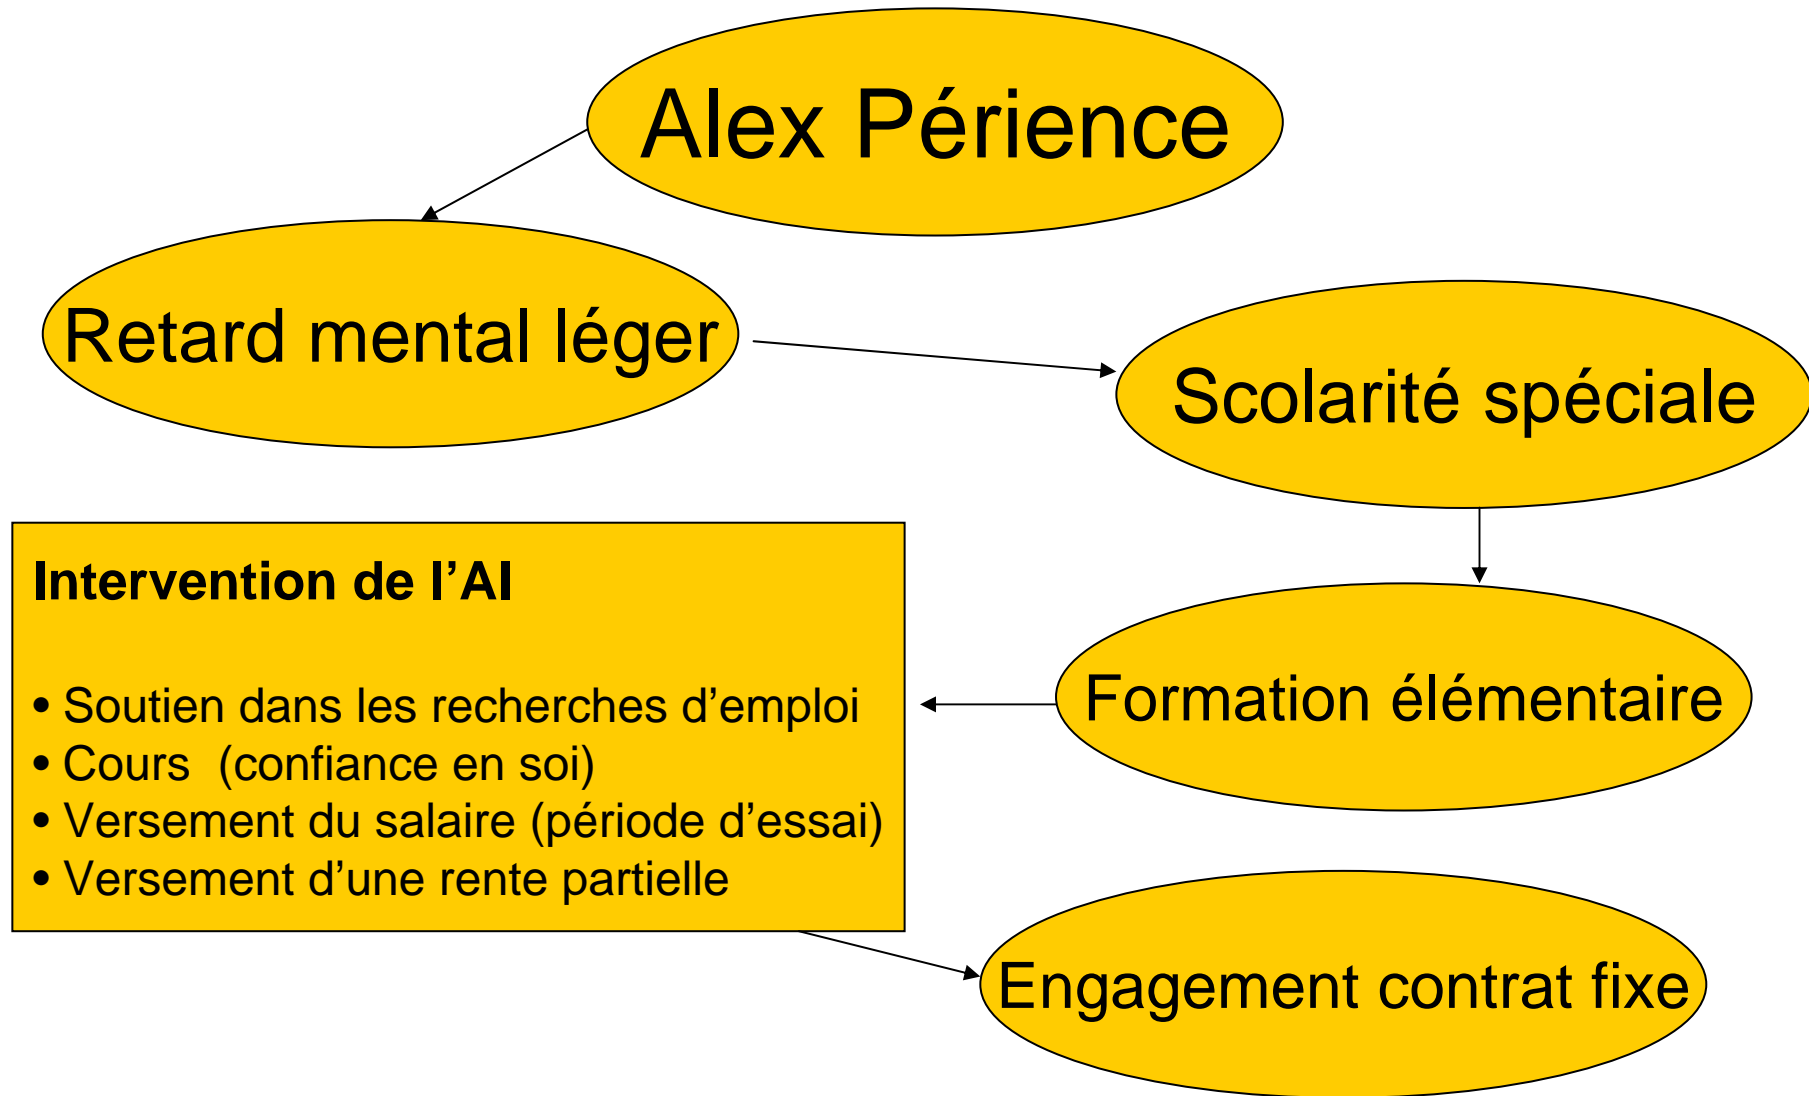 Alex Périence
Retard mental léger
Scolarité spéciale
Formation élémentaire
Intervention de l’AI
• Soutien dans les recherches d’emploi
• Cours  (confiance en soi)
• Versement du salaire (période d’essai)
• Versement d’une rente partielle
Engagement contrat fixe